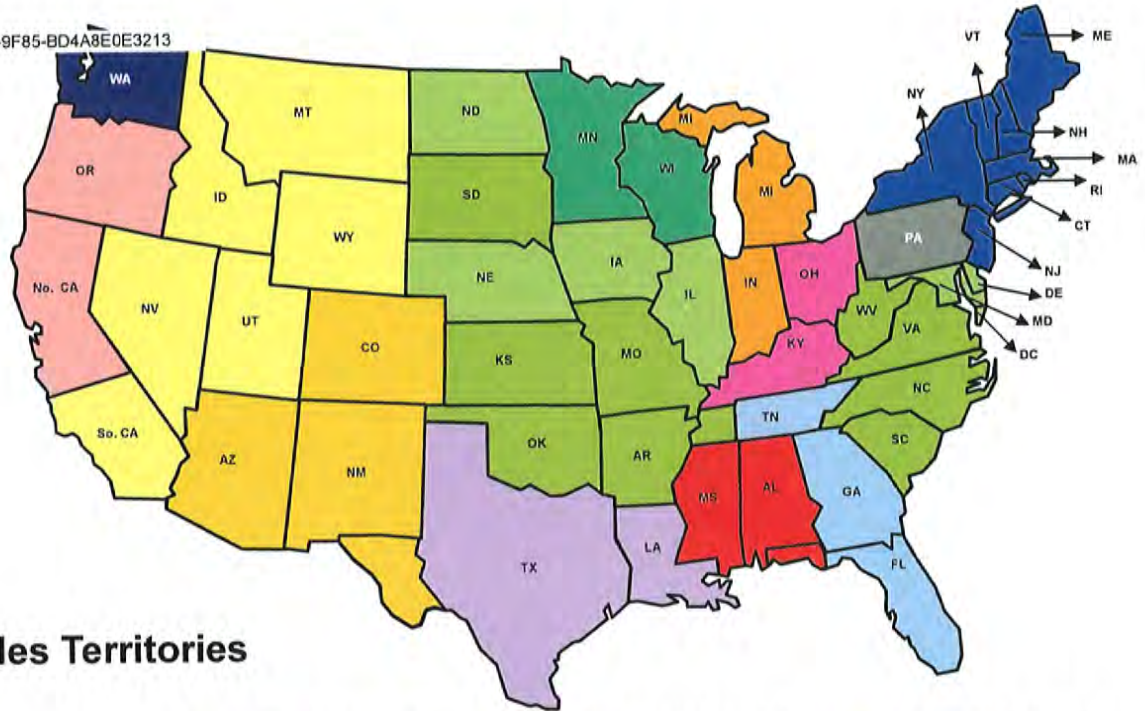 -9F85-BD4A8E0E3213
WA
MT
ND
MN
MI
VT
ME
NY
NH
MA
RI
CT
OR
ID
SD
WI
MI
WY
PA
NJ
No. CA
NV
UT
NE
IA
IL
IN
OH
WV
DE
MD
DC
CO
KS
MO
KY
VA
So. CA
AZ
NM
OK
AR
TN
NC
SC
MS
AL
GA
TX
LA
FL
les Territories